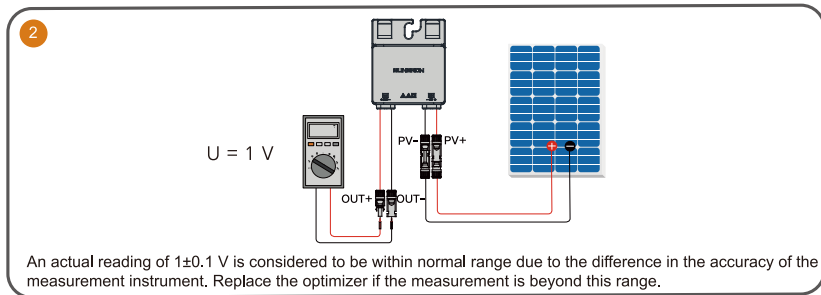 2
U = 1 V
PV-
PV+
OUT+
OUT-
An actual reading of 1±0.1 V is considered to be within normal range due to the difference in the accuracy of the
measurement instrument. Replace the optimizer if the measurement is beyond this range.